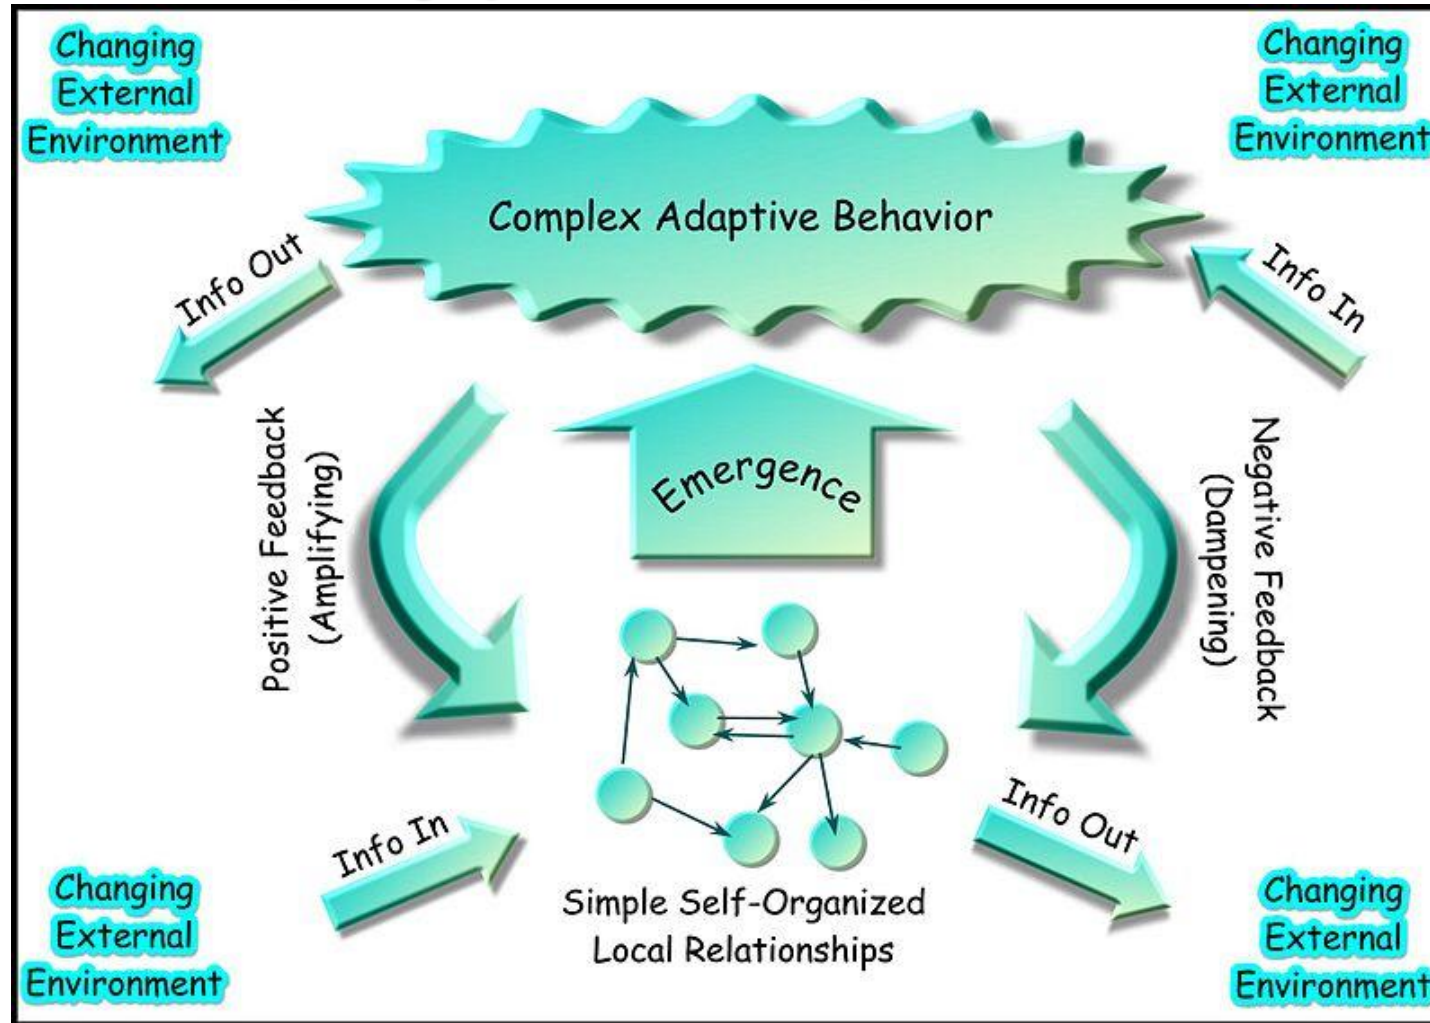 Changing
External
Environment
Changing
External
Environment
Complex Adaptive Behavior
Info Out
Info In
Positive Feedback
(Amplifying)
Emergence
Negative Feedback
(Dampening)
Info In
Info Out
Simple Self-Organized
Local Relationships
Changing
External
Environment
Changing
External
Environment